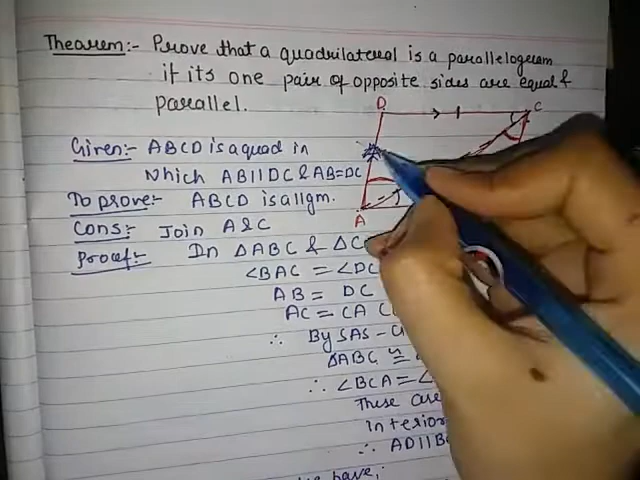 Theorem:- Prove that a quadrilateral is a parallelogram
if its one pair of opposite sides are equal &
parallel.
D
C
Given:- ABCD is a quad in
which AB||DC & AB=DC
To prove:- ABCD is a ||gm.
A
Cons:- Join A & C
Proof:- In ΔABC & ΔC
∠BAC = ∠DC
AB = DC
AC = CA
∴ By SAS -
ΔABC ≅
∴ ∠BCA = ∠
These are
interior
∴ AD||B
have,